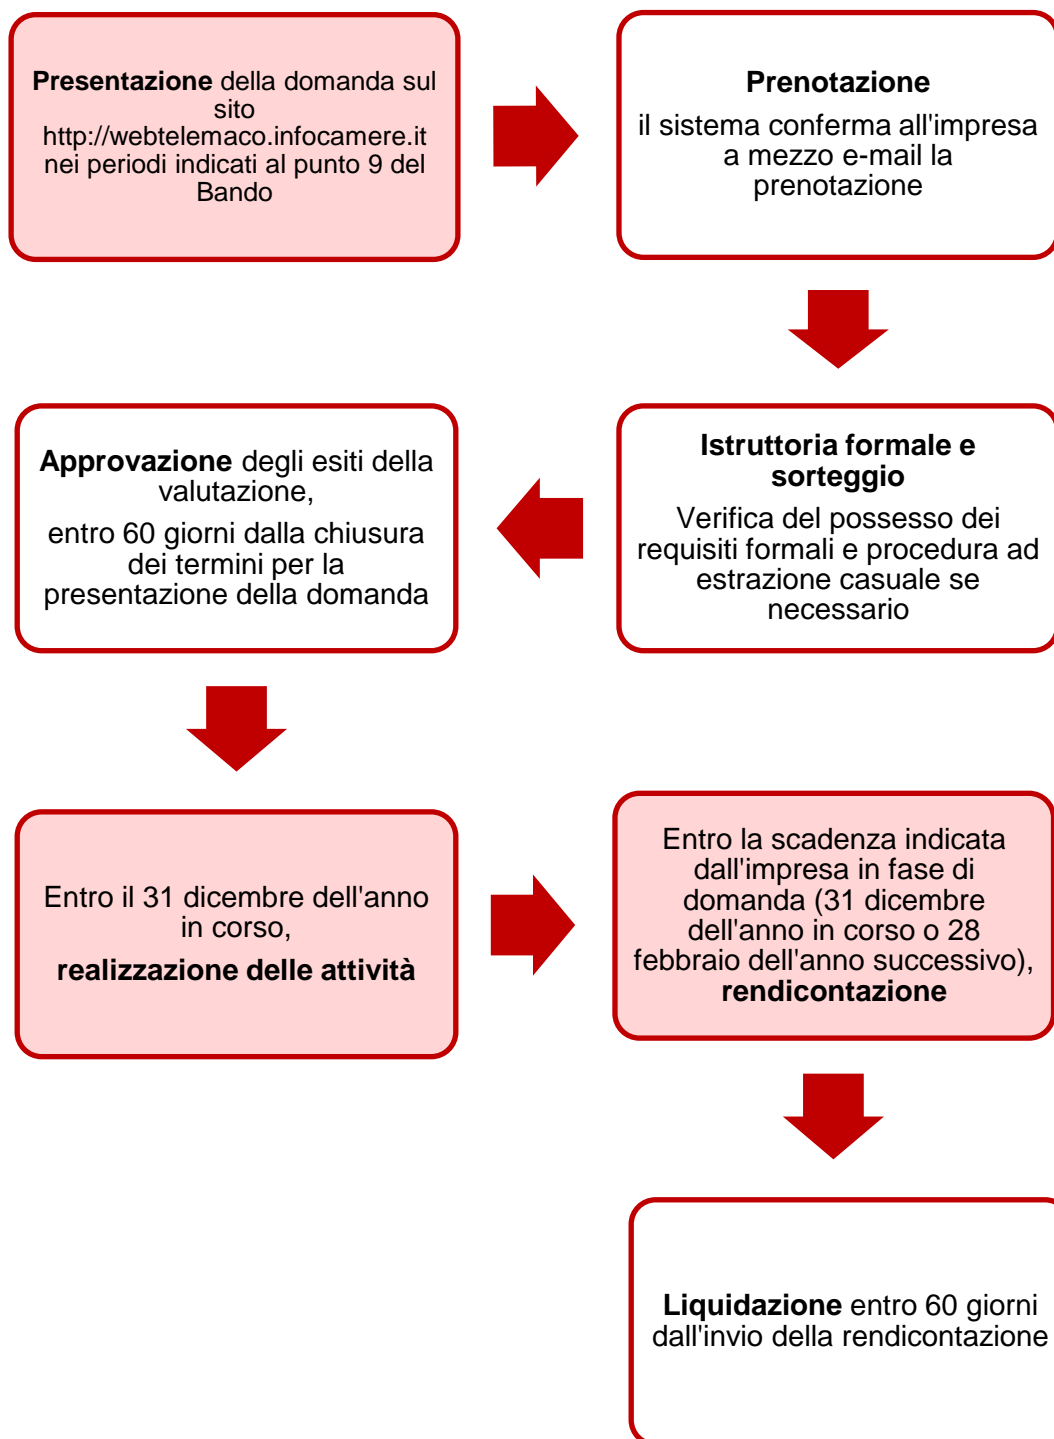 Presentazione della domanda sul
sito
http://webtelemaco.infocamere.it
nei periodi indicati al punto 9 del
Bando
Prenotazione
il sistema conferma all'impresa
a mezzo e-mail la
prenotazione
Istruttoria formale e
sorteggio
Verifica del possesso dei
requisiti formali e procedura ad
estrazione casuale se
necessario
Approvazione degli esiti della
valutazione,
entro 60 giorni dalla chiusura
dei termini per la
presentazione della domanda
Entro il 31 dicembre dell'anno
in corso,
realizzazione delle attività
Entro la scadenza indicata
dall'impresa in fase di
domanda (31 dicembre
dell'anno in corso o 28
febbraio dell'anno successivo),
rendicontazione
Liquidazione entro 60 giorni
dall'invio della rendicontazione